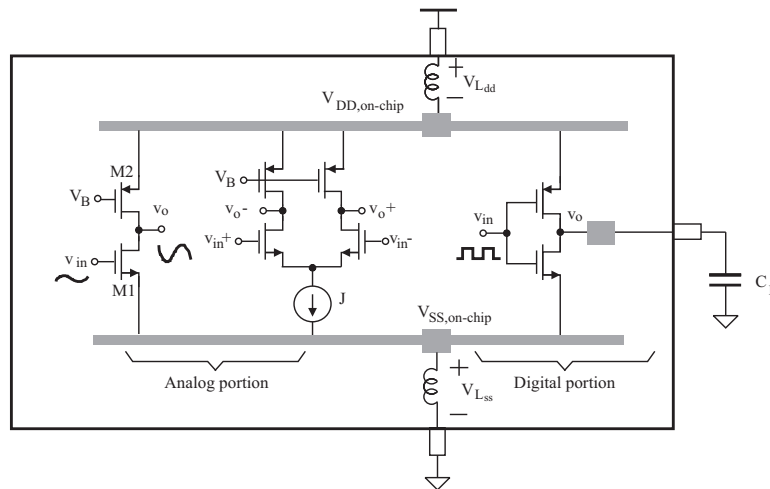 +
V_Ldd
−
V_DD,on-chip
M2
V_B
v_o
v_in
M1
V_B
v_o-
v_o+
v_in+
v_in-
J
v_in
v_o
C
V_SS,on-chip
Analog portion
+
V_Lss
−
Digital portion